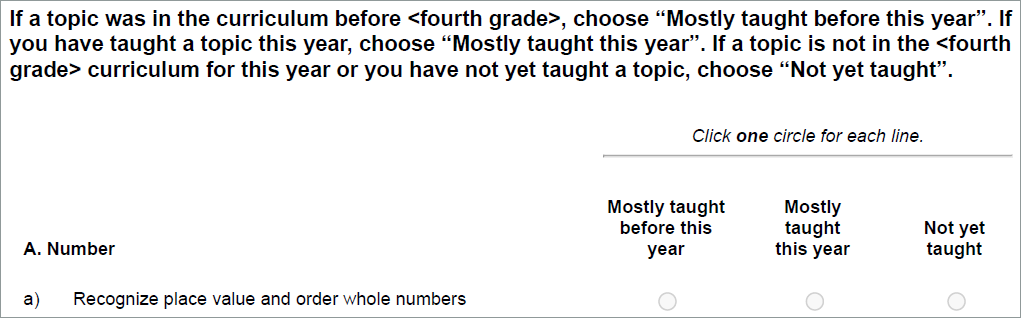 If a topic was in the curriculum before <fourth grade>, choose “Mostly taught before this year”. If
you have taught a topic this year, choose “Mostly taught this year”. If a topic is not in the <fourth
grade> curriculum for this year or you have not yet taught a topic, choose “Not yet taught”.
Click one circle for each line.
Mostly taught
before this
year
Mostly
taught
this year
Not yet
taught
A. Number
a) Recognize place value and order whole numbers